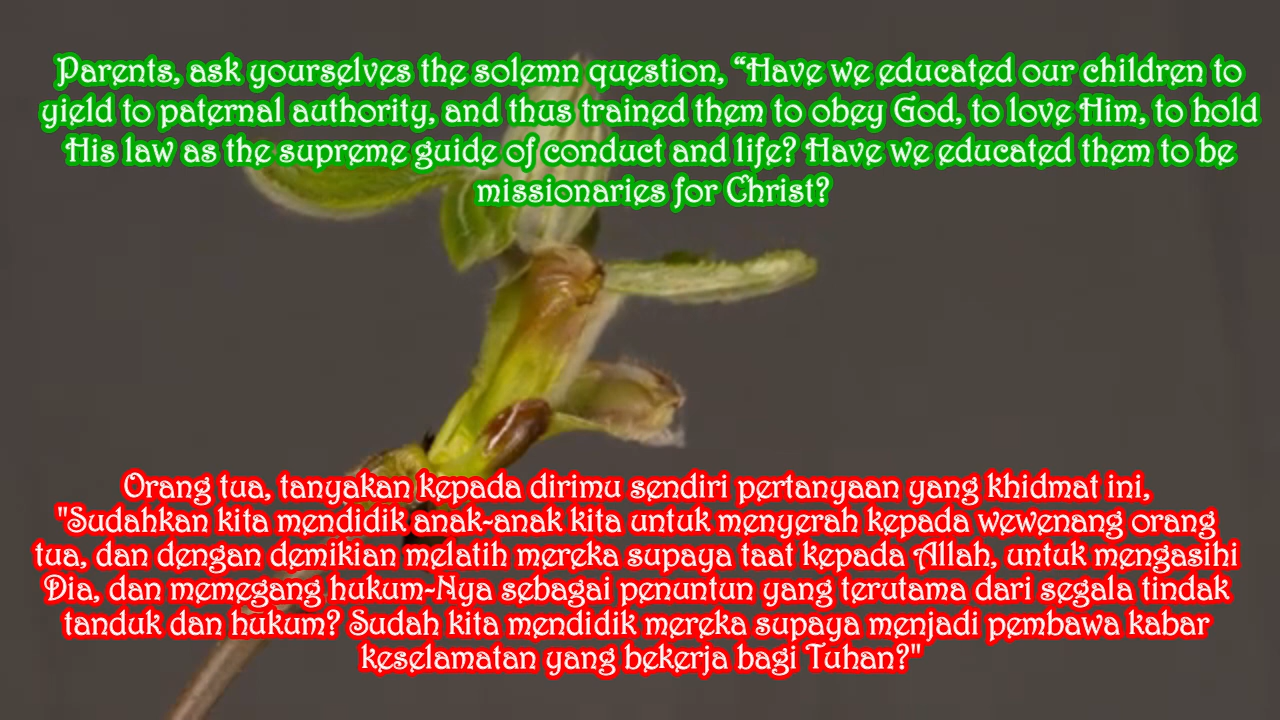 Parents, ask yourselves the solemn question, “Have we educated our children to
yield to paternal authority, and thus trained them to obey God, to love Him, to hold
His law as the supreme guide of conduct and life? Have we educated them to be
missionaries for Christ?
Orang tua, tanyakan kepada dirimu sendiri pertanyaan yang khidmat ini,
"Sudahkan kita mendidik anak-anak kita untuk menyerah kepada wewenang orang
tua, dan dengan demikian melatih mereka supaya taat kepada Allah, untuk mengasihi
Dia, dan memegang hukum-Nya sebagai penuntun yang terutama dari segala tindak
tanduk dan hukum? Sudah kita mendidik mereka supaya menjadi pembawa kabar
keselamatan yang bekerja bagi Tuhan?"